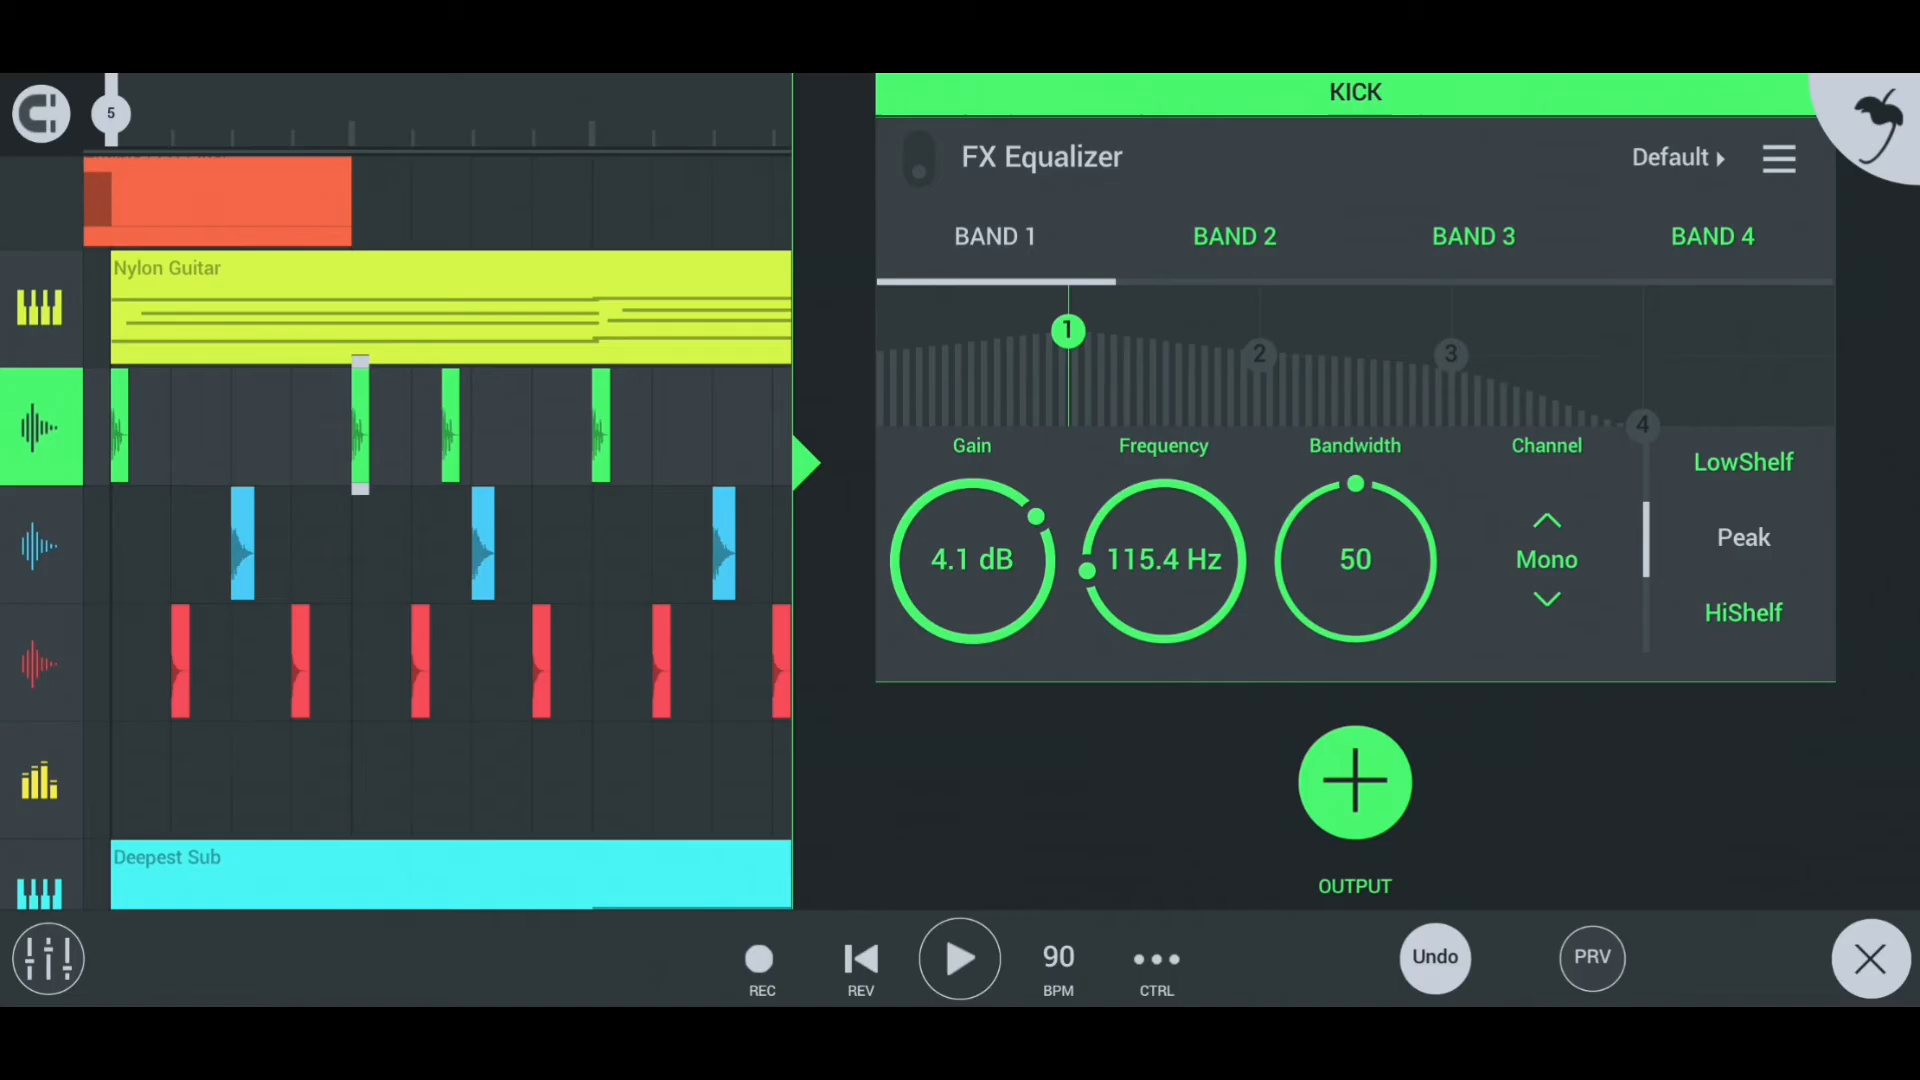 5
KICK
FX Equalizer
Default
BAND 1
BAND 2
BAND 3
BAND 4
Nylon Guitar
1
2
3
4
Gain
Frequency
Bandwidth
Channel
LowShelf
4.1 dB
115.4 Hz
50
Mono
Peak
HiShelf
Deepest Sub
OUTPUT
REC
REV
90
BPM
CTRL
Undo
PRV